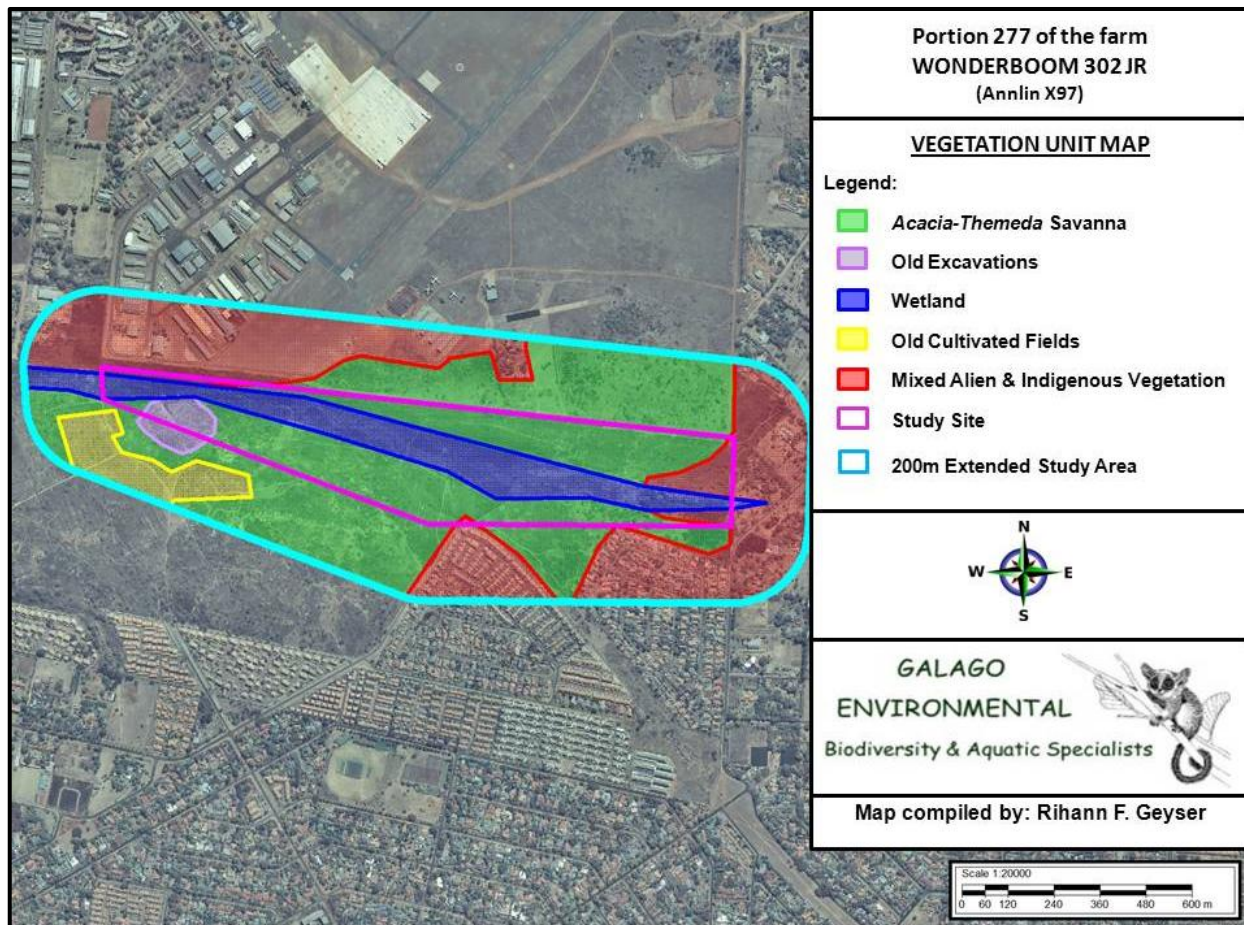 Portion 277 of the farm
WONDERBOOM 302 JR
(Annlin X97)
VEGETATION UNIT MAP
Legend:
Acacia-Themeda Savanna
Old Excavations
Wetland
Old Cultivated Fields
Mixed Alien & Indigenous Vegetation
Study Site
200m Extended Study Area
N
W E
S
GALAGO
ENVIRONMENTAL
Biodiversity & Aquatic Specialists
Map compiled by: Rihann F. Geyser
Scale 1:20000
0 60 120 240 360 480 600 m